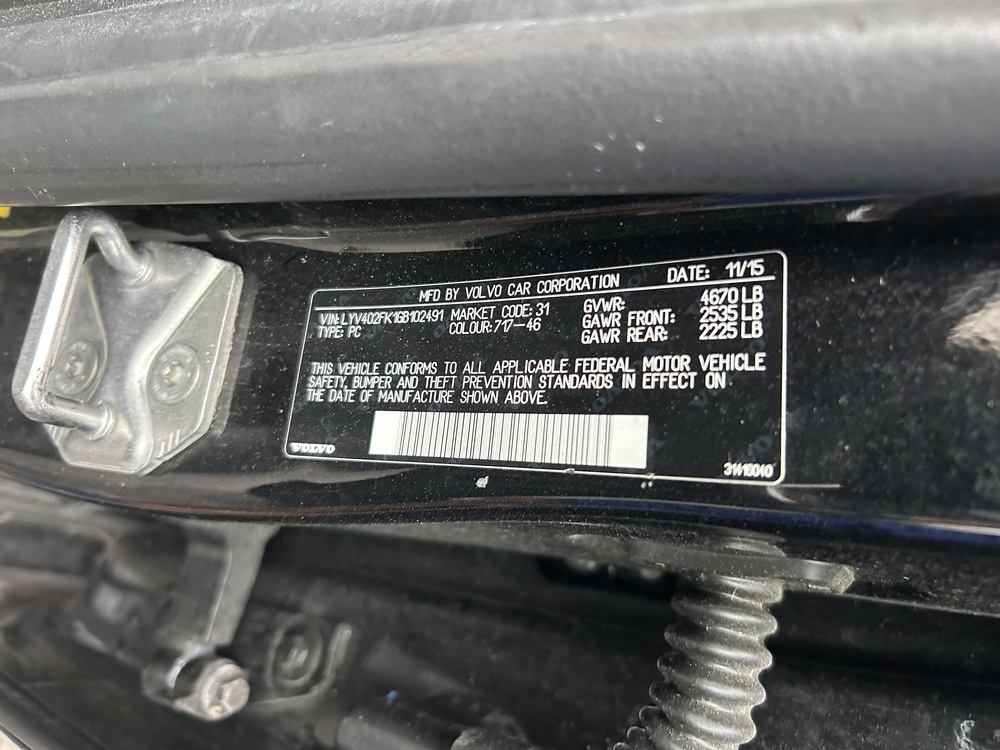 MFD BY VOLVO CAR CORPORATION DATE: 11/15
VIN: LYV402FK1GB102491 MARKET CODE: 31 GVWR: 4670 LB
TYPE: PC COLOUR: 717-46 GAWR FRONT: 2535 LB
GAWR REAR: 2225 LB
THIS VEHICLE CONFORMS TO ALL APPLICABLE FEDERAL MOTOR VEHICLE
SAFETY, BUMPER AND THEFT PREVENTION STANDARDS IN EFFECT ON
THE DATE OF MANUFACTURE SHOWN ABOVE.
VOLVO
31416040